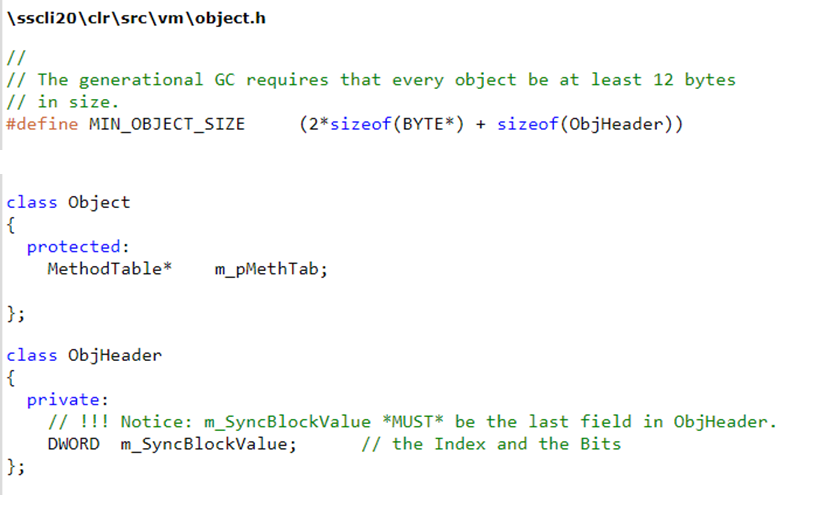 \sscli20\clr\src\vm\object.h
//
// The generational GC requires that every object be at least 12 bytes
// in size.
#define MIN_OBJECT_SIZE     (2*sizeof(BYTE*) + sizeof(ObjHeader))
class Object
{
  protected:
    MethodTable*    m_pMethTab;
};
class ObjHeader
{
  private:
    // !!! Notice: m_SyncBlockValue *MUST* be the last field in ObjHeader.
    DWORD  m_SyncBlockValue;      // the Index and the Bits
};